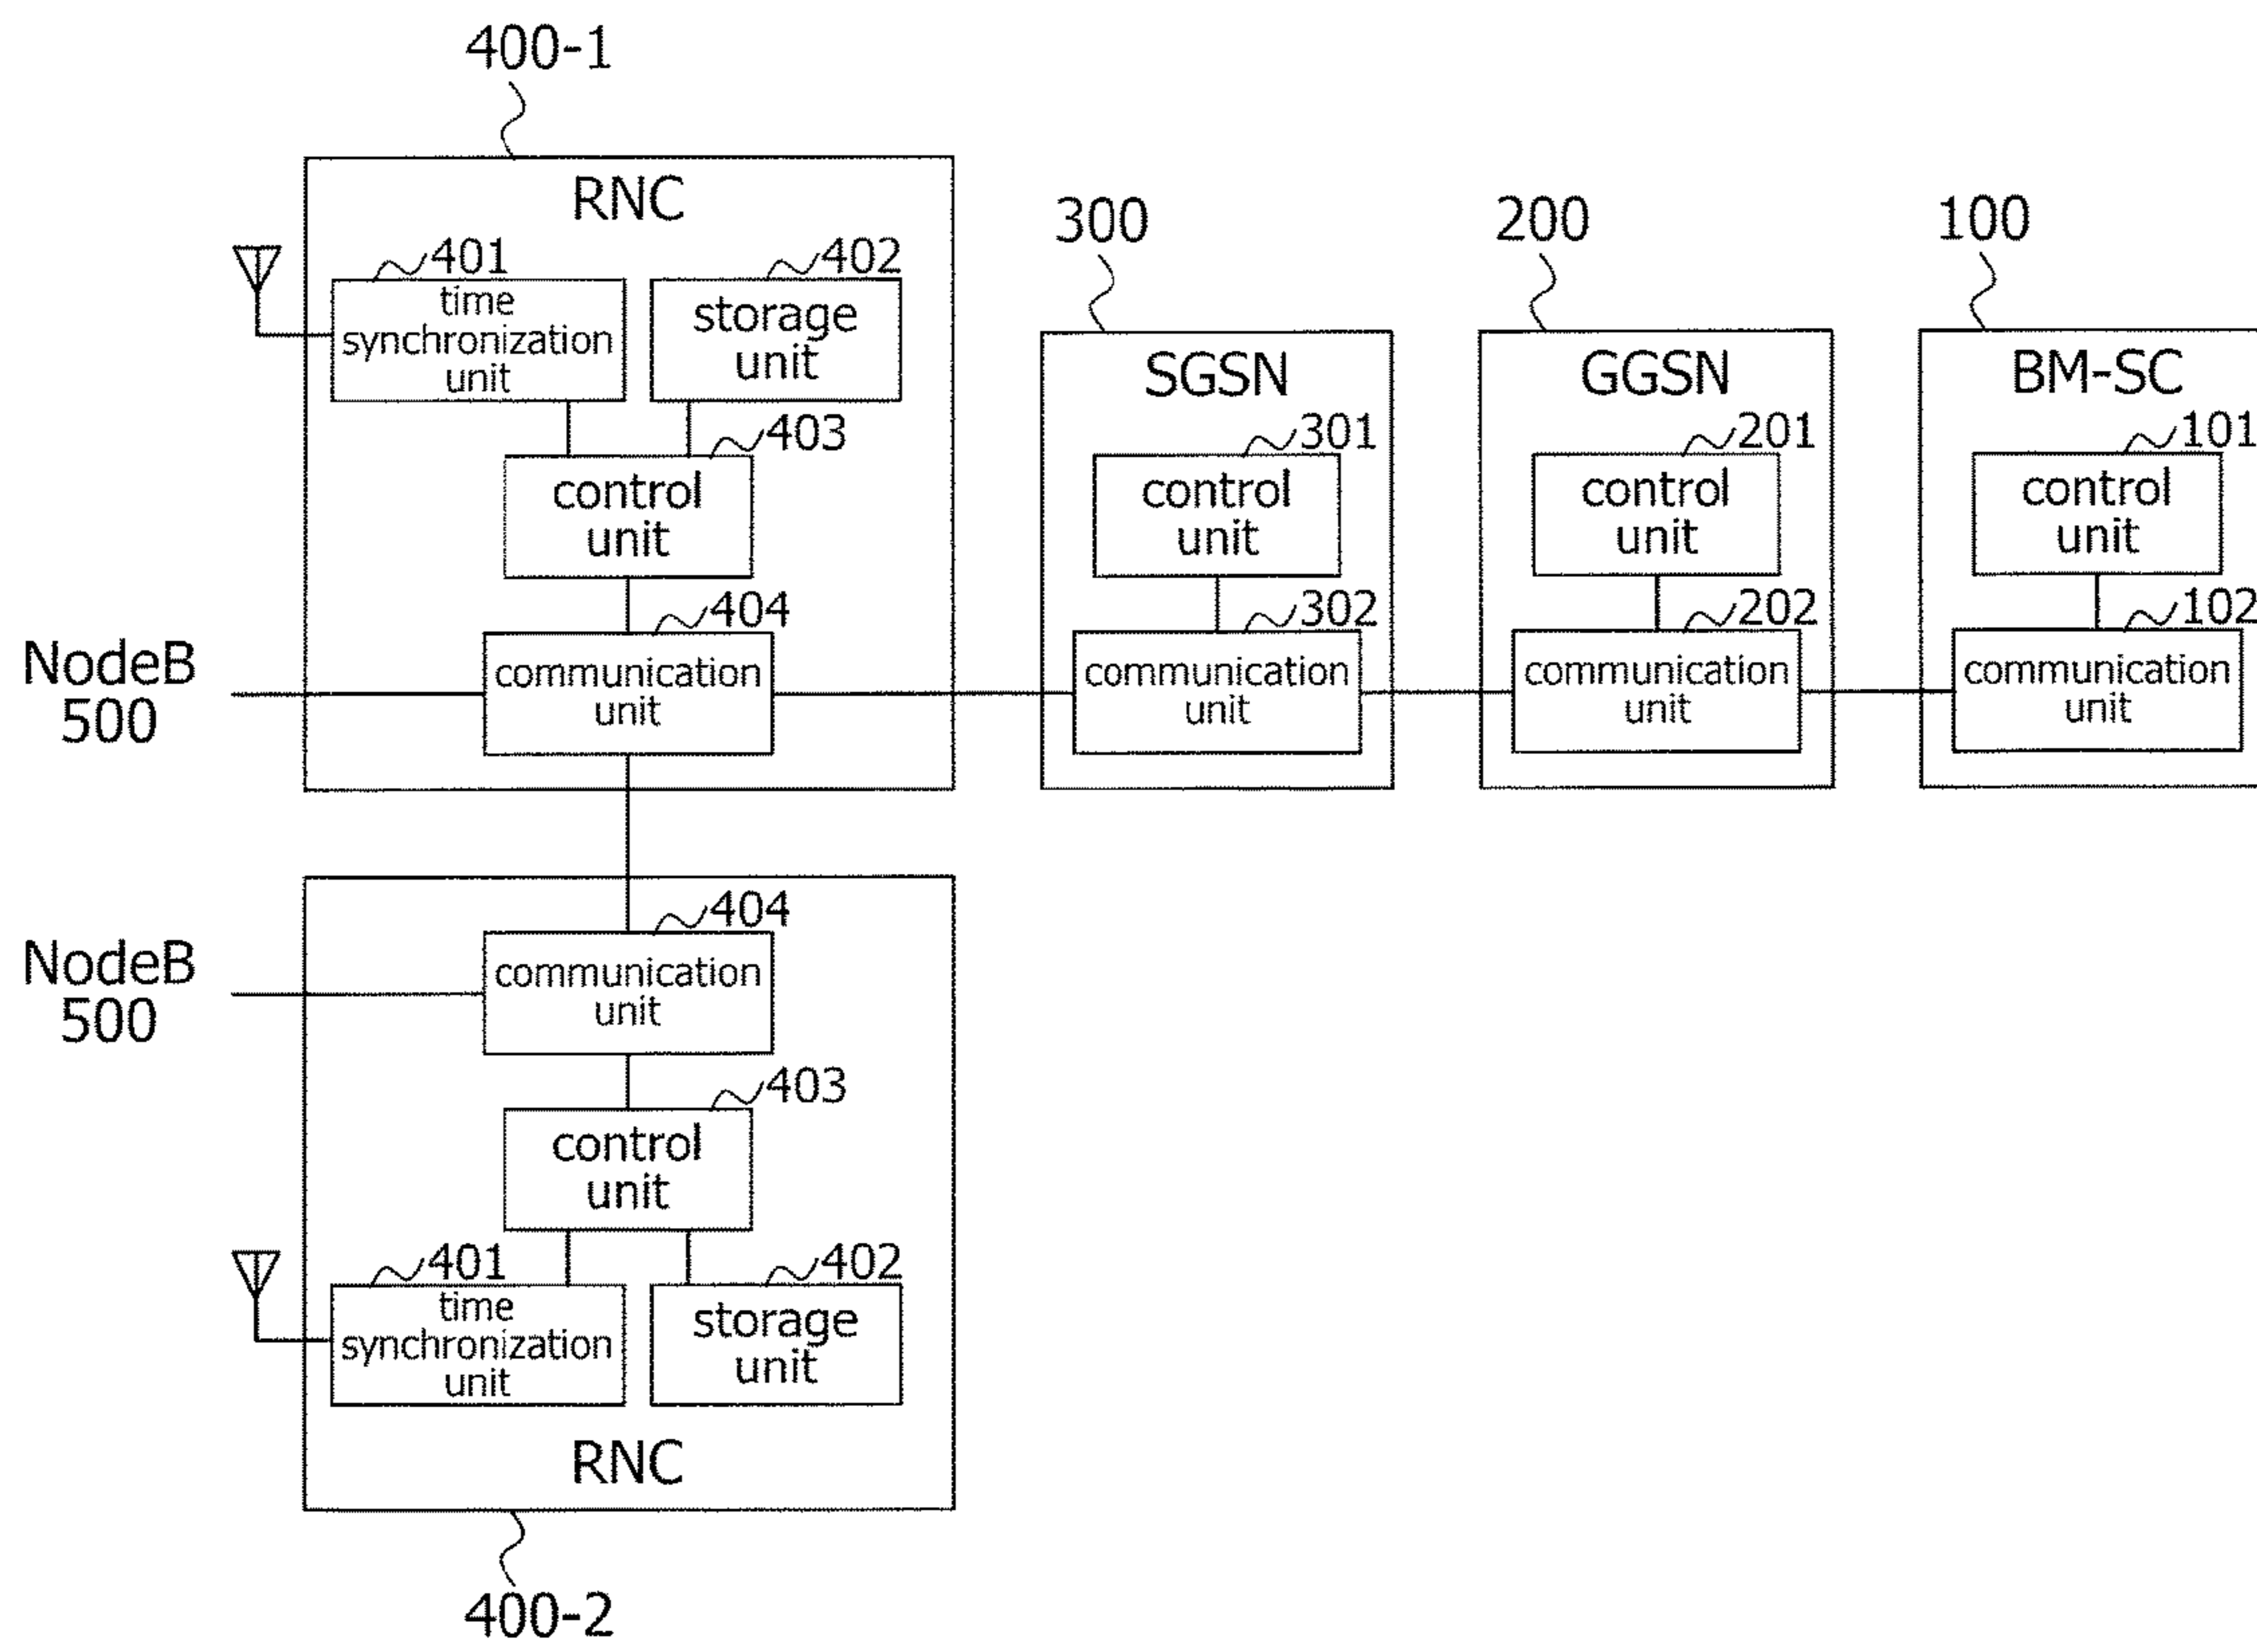 400-1
RNC
401
time
synchronization
unit
402
storage
unit
403
control
unit
404
communication
unit
NodeB
500
300
SGSN
301
control
unit
302
communication
unit
200
GGSN
201
control
unit
202
communication
unit
100
BM-SC
101
control
unit
102
communication
unit
NodeB
500
404
communication
unit
403
control
unit
401
time
synchronization
unit
402
storage
unit
RNC
400-2